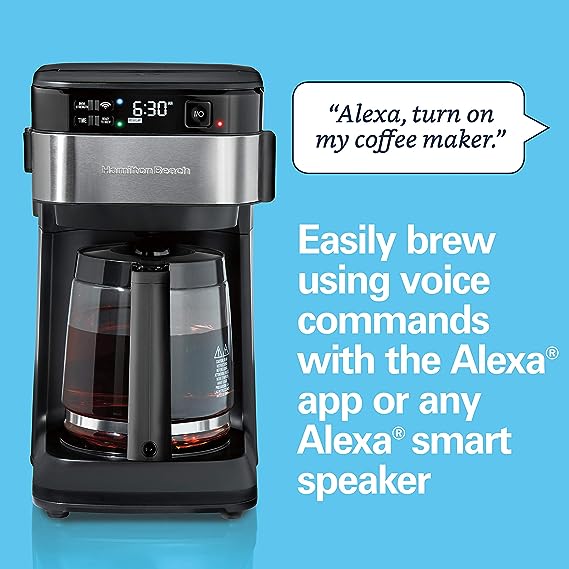 6:30
TIME
I/O
Hamilton Beach
“Alexa, turn on
my coffee maker.”
Easily brew
using voice
commands
with the Alexa®
app or any
Alexa® smart
speaker